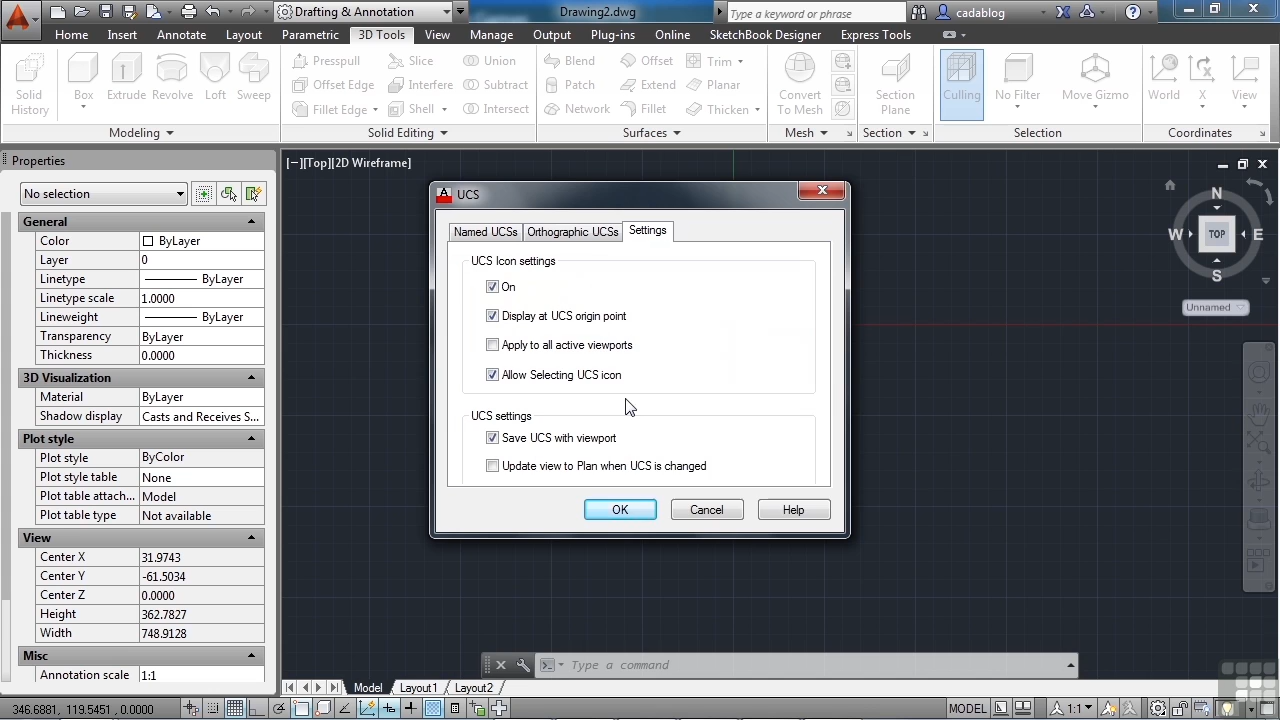 Drafting & Annotation
Drawing2.dwg
Type a keyword or phrase
cadablog
Home Insert Annotate Layout Parametric 3D Tools View Manage Output Plug-ins Online SketchBook Designer Express Tools
Solid History
Box
Extrude
Revolve
Loft
Sweep
Modeling
Presspull
Offset Edge
Fillet Edge
Slice
Interfere
Shell
Union
Subtract
Intersect
Solid Editing
Blend
Patch
Network
Offset
Extend
Fillet
Trim
Planar
Thicken
Surfaces
Convert To Mesh
Mesh
Section Plane
Section
Culling
No Filter
Move Gizmo
Selection
World
X
View
Coordinates
Properties
No selection
General
Color ByLayer
Layer 0
Linetype ByLayer
Linetype scale 1.0000
Lineweight ByLayer
Transparency ByLayer
Thickness 0.0000
3D Visualization
Material ByLayer
Shadow display Casts and Receives S...
Plot style
Plot style ByColor
Plot style table None
Plot table attach... Model
Plot table type Not available
View
Center X 31.9743
Center Y -61.5034
Center Z 0.0000
Height 362.7827
Width 748.9128
Misc
Annotation scale 1:1
[−][Top][2D Wireframe]
N
W TOP E
S
Unnamed
UCS
Named UCSs Orthographic UCSs Settings
UCS Icon settings
On
Display at UCS origin point
Apply to all active viewports
Allow Selecting UCS icon
UCS settings
Save UCS with viewport
Update view to Plan when UCS is changed
OK Cancel Help
Type a command
Model Layout1 Layout2
346.6881, 119.5451, 0.0000
MODEL
1:1